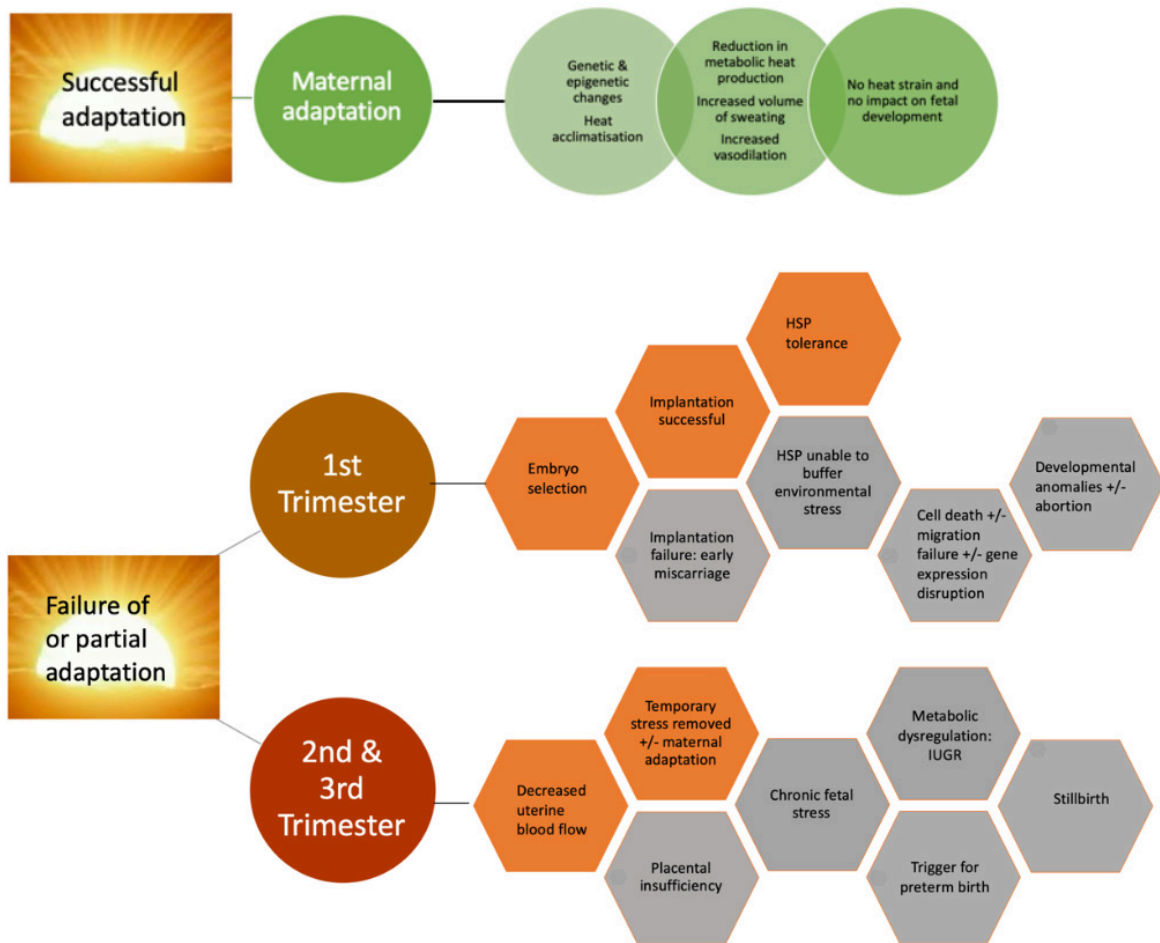 Successful
adaptation
Maternal
adaptation
Genetic &
epigenetic
changes
Heat
acclimatisation
Reduction in
metabolic heat
production
Increased volume
of sweating
Increased
vasodilation
No heat strain and
no impact on fetal
development
Failure of
or partial
adaptation
1st
Trimester
Embryo
selection
Implantation
successful
HSP
tolerance
Implantation
failure: early
miscarriage
HSP unable to
buffer
environmental
stress
Cell death +/-
migration
failure +/- gene
expression
disruption
Developmental
anomalies +/-
abortion
2nd &
3rd
Trimester
Decreased
uterine
blood flow
Temporary
stress removed
+/- maternal
adaptation
Placental
insufficiency
Chronic fetal
stress
Metabolic
dysregulation:
IUGR
Trigger for
preterm birth
Stillbirth